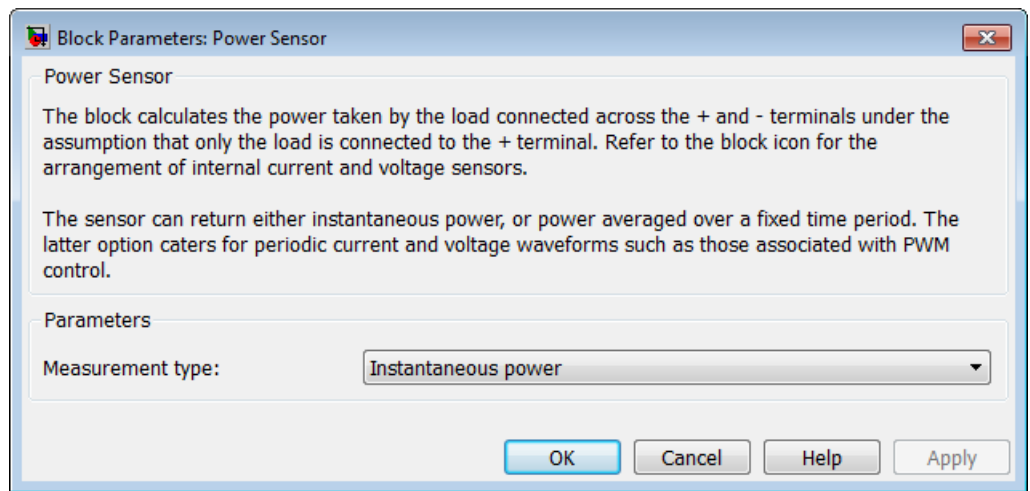 Block Parameters: Power Sensor
Power Sensor
The block calculates the power taken by the load connected across the + and - terminals under the
assumption that only the load is connected to the + terminal. Refer to the block icon for the
arrangement of internal current and voltage sensors.
The sensor can return either instantaneous power, or power averaged over a fixed time period. The
latter option caters for periodic current and voltage waveforms such as those associated with PWM
control.
Parameters
Measurement type: Instantaneous power
OK Cancel Help Apply